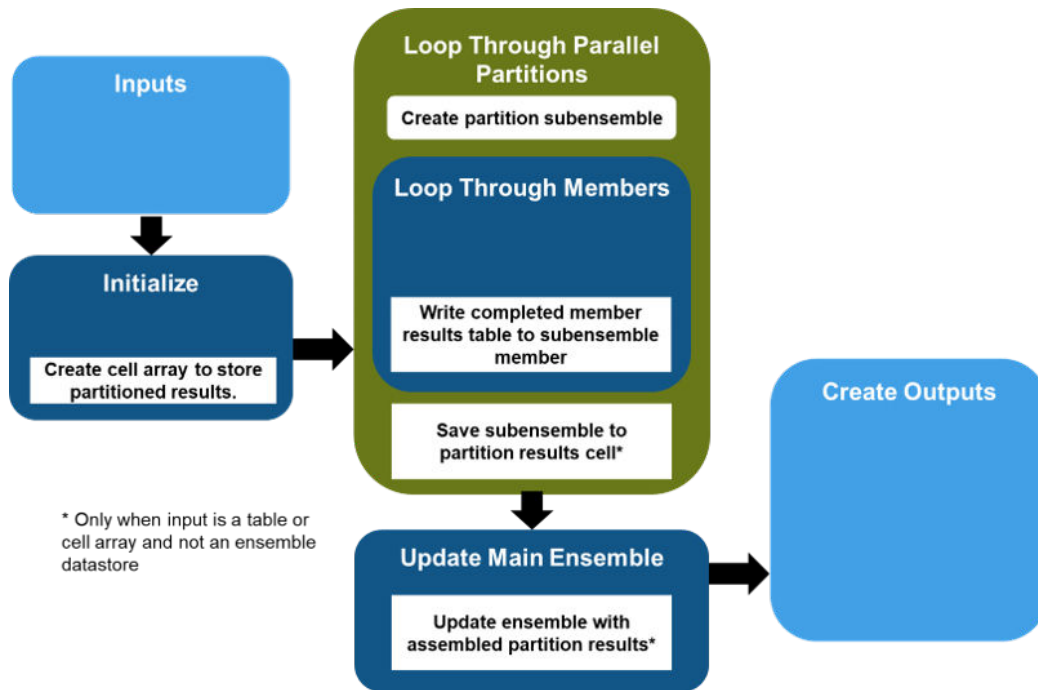 Inputs
Initialize
Create cell array to store
partitioned results.
* Only when input is a table or
cell array and not an ensemble
datastore
Loop Through Parallel
Partitions
Create partition subensemble
Loop Through Members
Write completed member
results table to subensemble
member
Save subensemble to
partition results cell*
Update Main Ensemble
Update ensemble with
assembled partition results*
Create Outputs